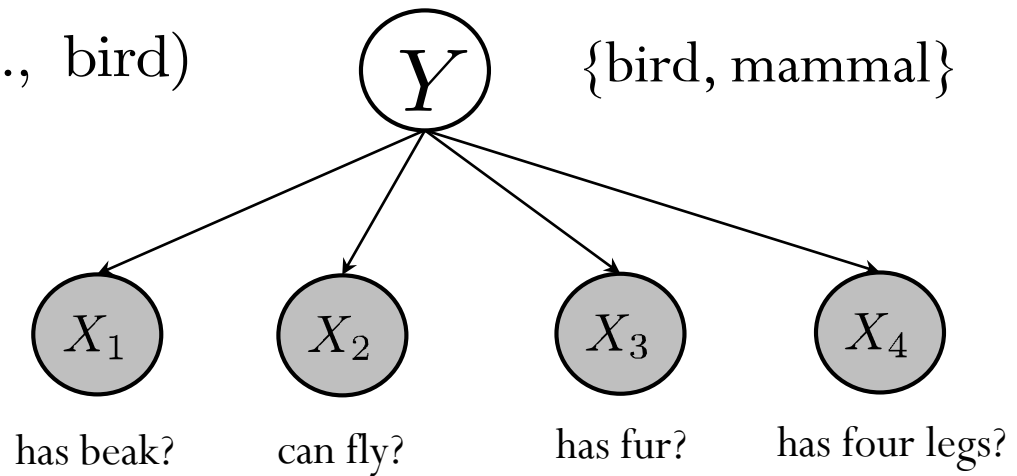 ., bird)
Y
{bird, mammal}
X1
X2
X3
X4
has beak?
can fly?
has fur?
has four legs?